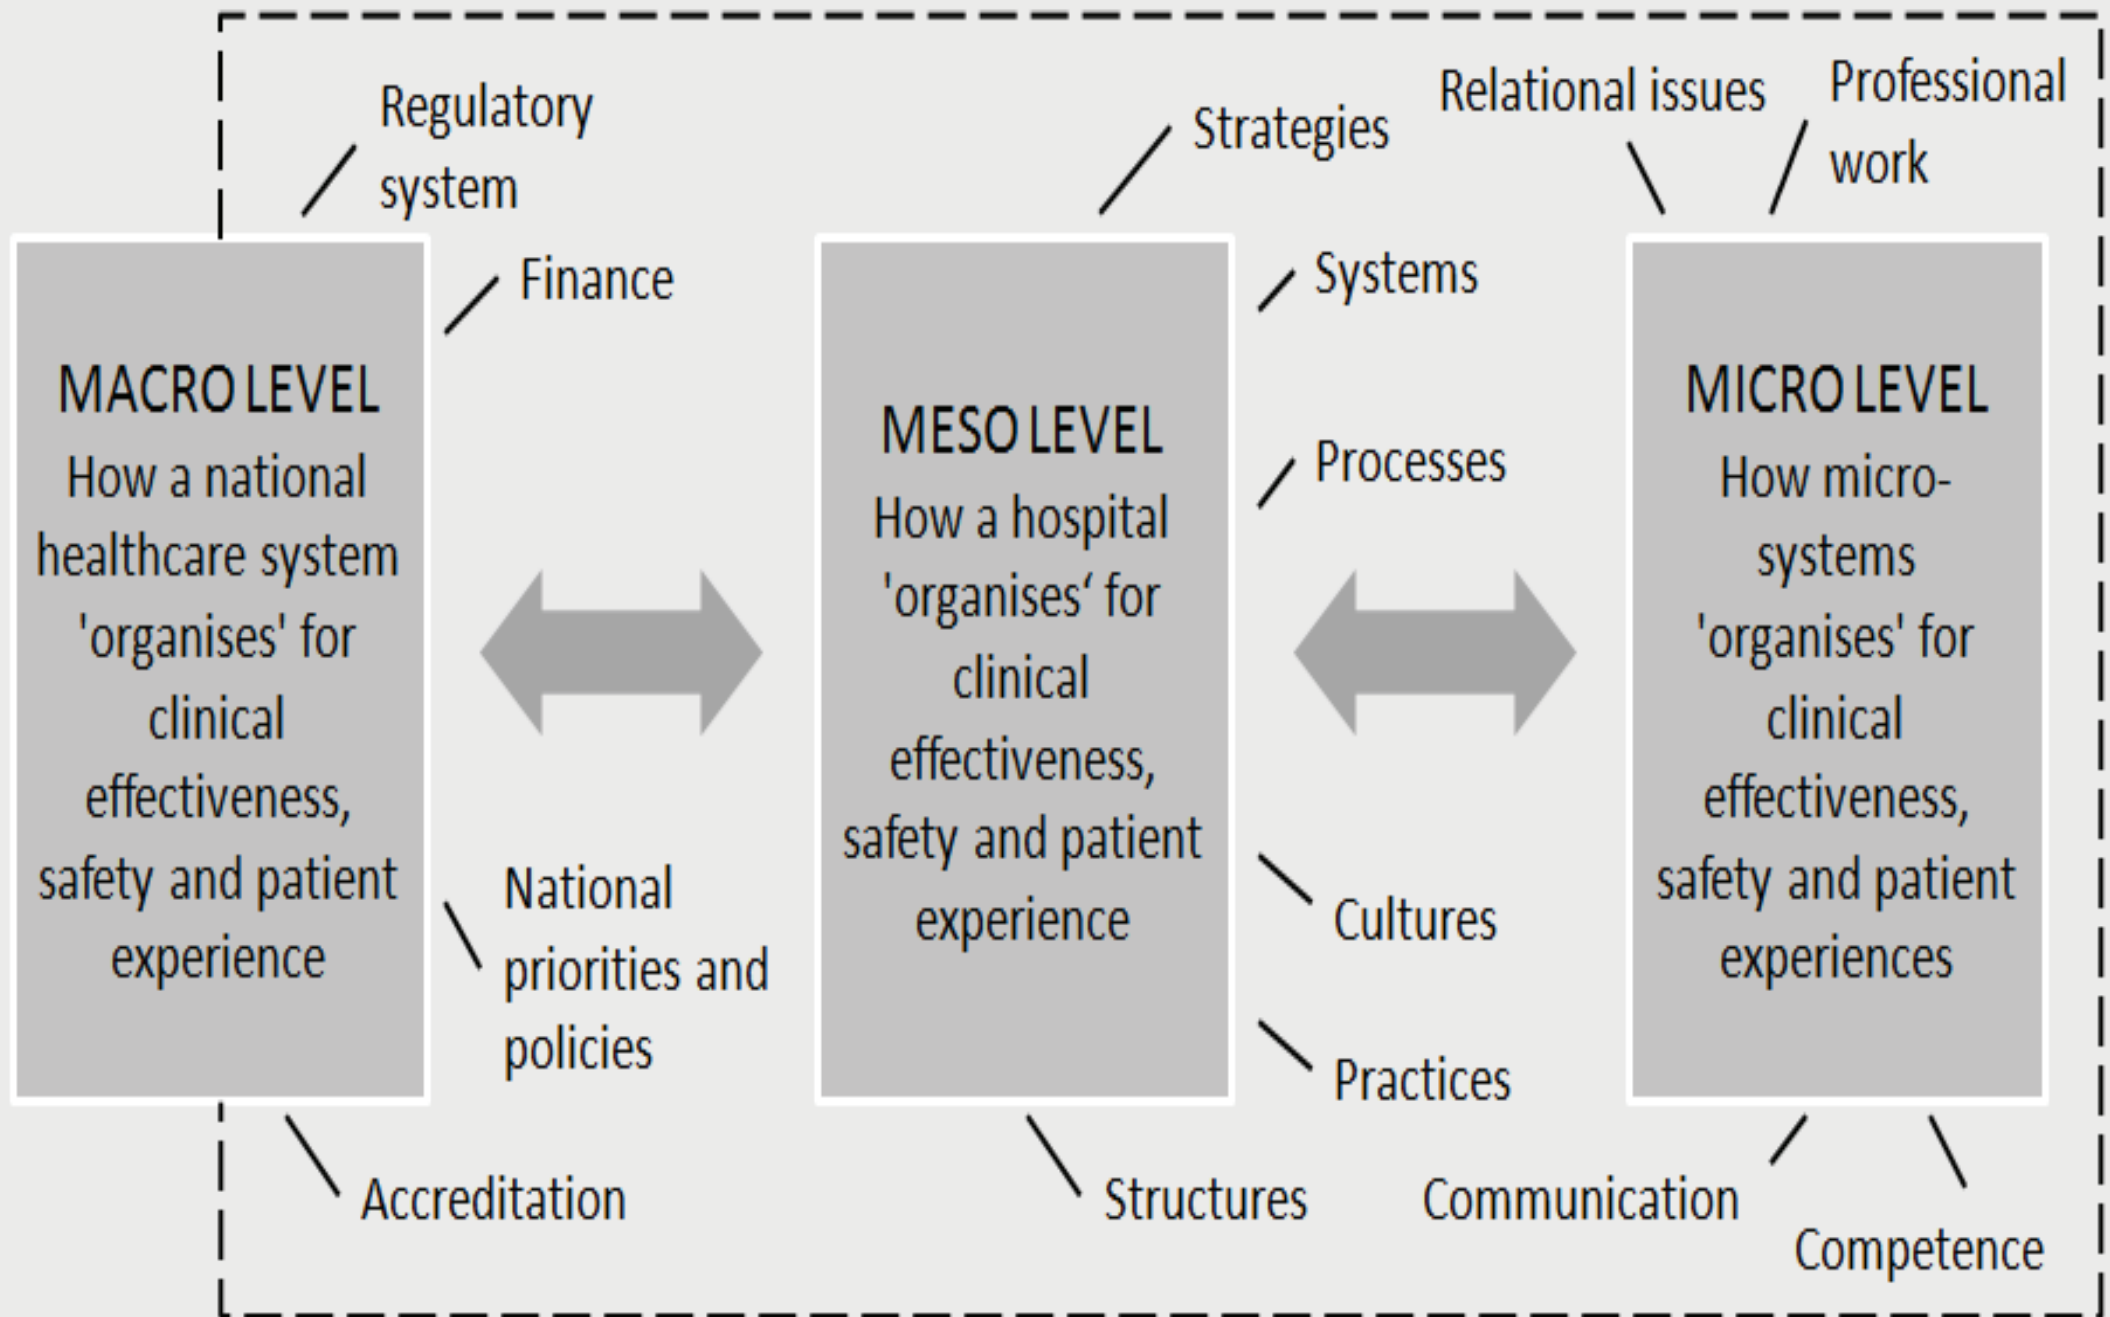 Regulatory
system
Finance
MACRO LEVEL
How a national
healthcare system
'organises' for
clinical
effectiveness,
safety and patient
experience
National
priorities and
policies
Accreditation
Strategies
Systems
Processes
MESO LEVEL
How a hospital
'organises‘ for
clinical
effectiveness,
safety and patient
experience
Cultures
Practices
Structures
Relational issues
Professional
work
MICRO LEVEL
How micro-
systems
'organises' for
clinical
effectiveness,
safety and patient
experiences
Communication
Competence